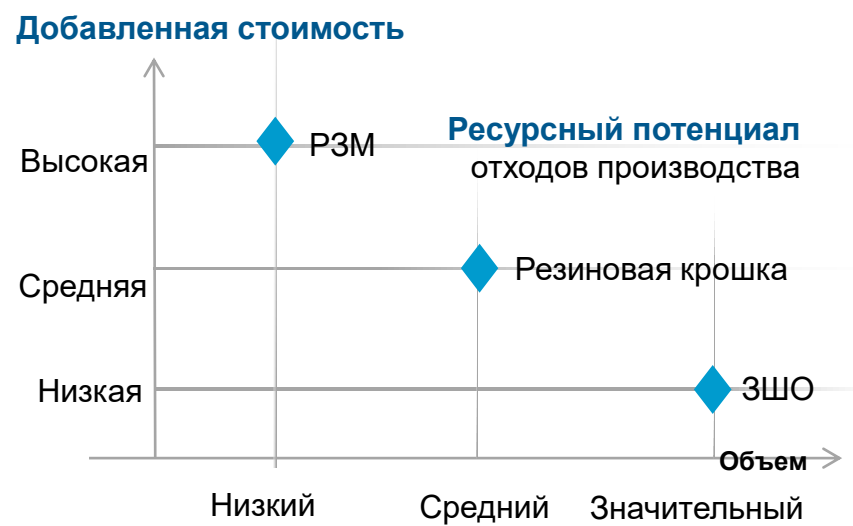 Добавленная стоимость
Ресурсный потенциал
отходов производства
Высокая
РЗМ
Средняя
Резиновая крошка
Низкая
ЗШО
Объем
Низкий
Средний
Значительный